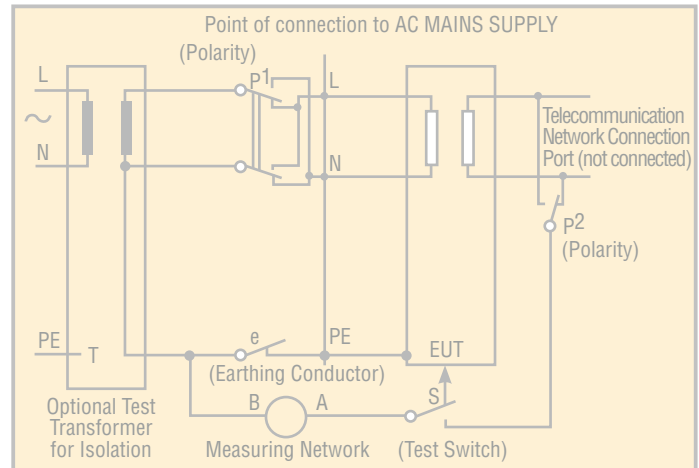 Point of connection to AC MAINS SUPPLY
(Polarity)
P1
L
L
N
N
Telecommunication
Network Connection
Port (not connected)
P2
(Polarity)
PE
T
e
PE
(Earthing Conductor)
EUT
B
A
S
Optional Test
Transformer
for Isolation
Measuring Network
(Test Switch)